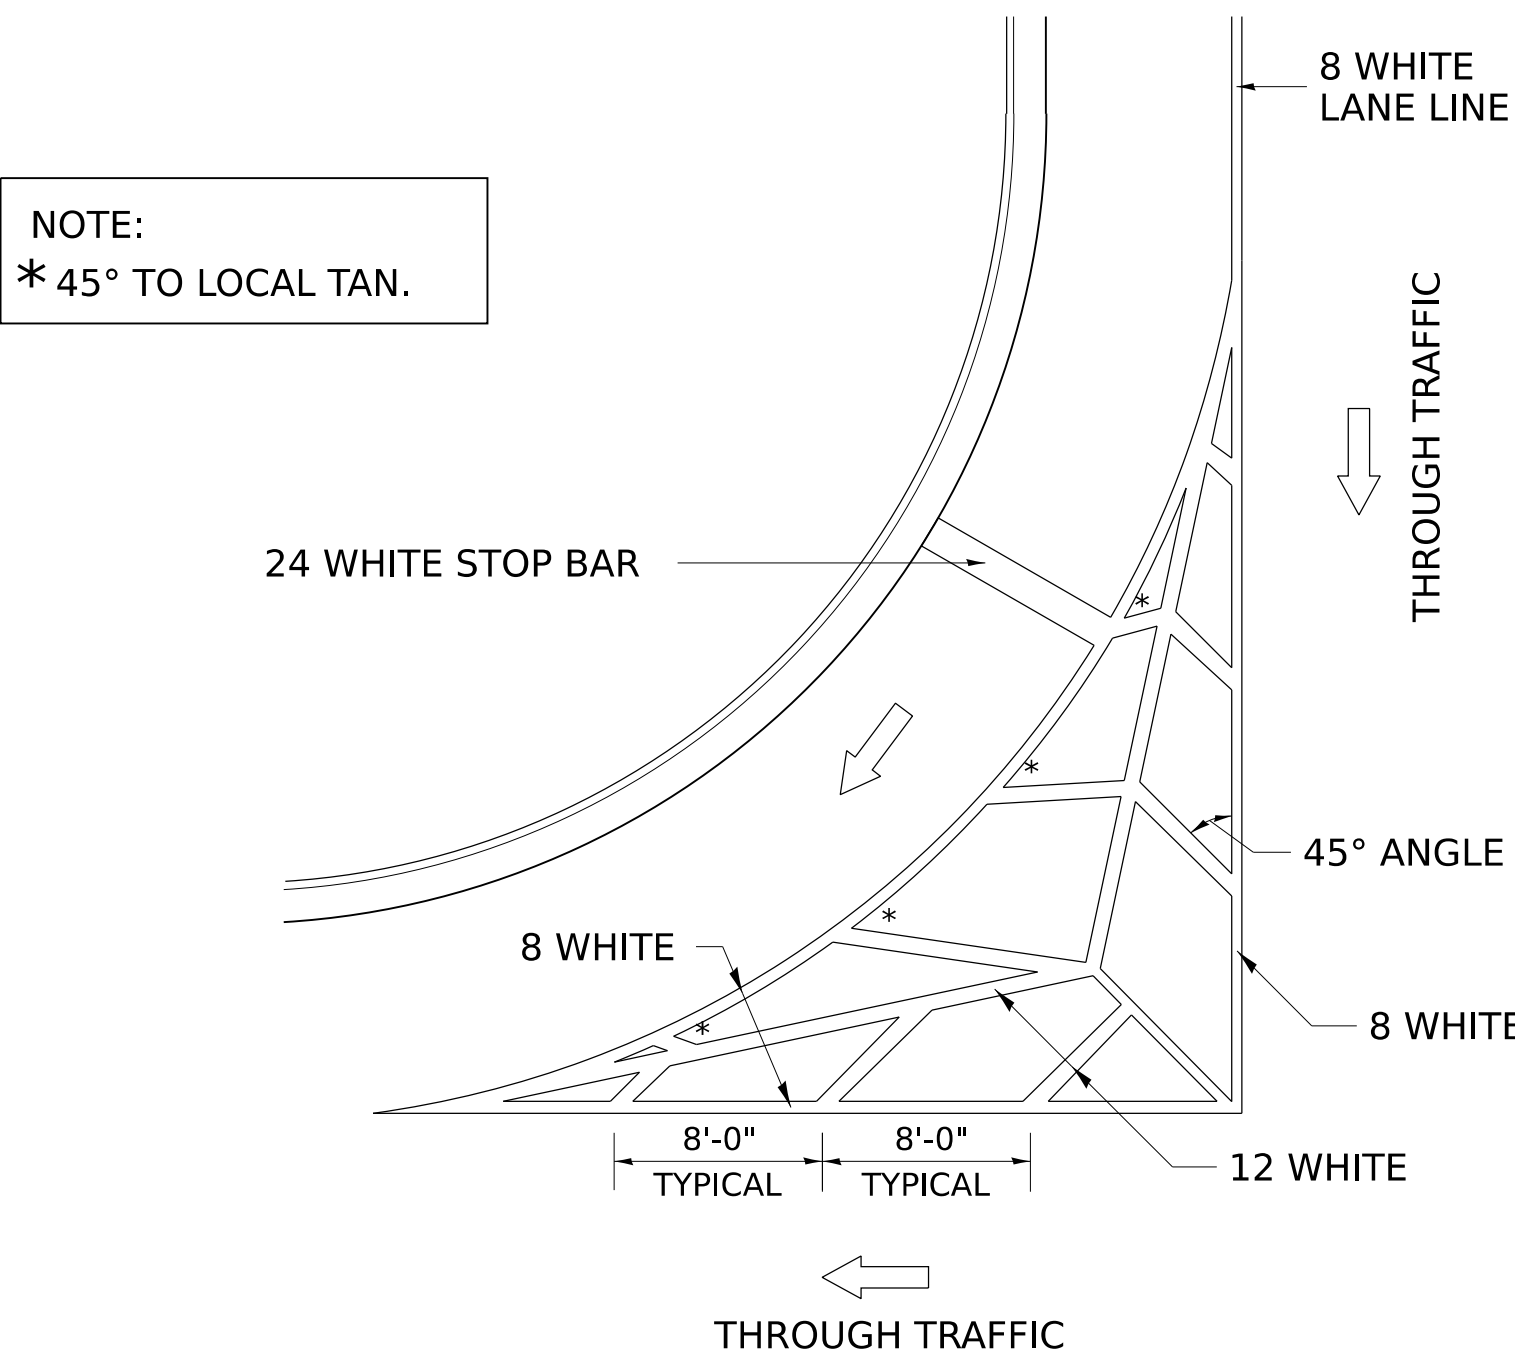 8 WHITE
LANE LINE
NOTE:
* 45° TO LOCAL TAN.
THROUGH TRAFFIC
24 WHITE STOP BAR
*
*
45° ANGLE
*
8 WHITE
*
8 WHITE
8'-0"
8'-0"
TYPICAL
TYPICAL
12 WHITE
THROUGH TRAFFIC